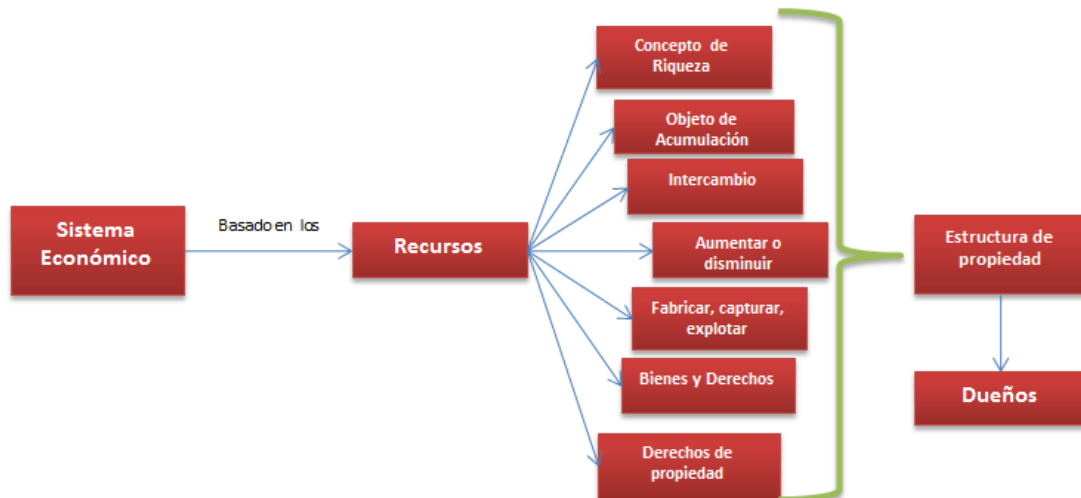 Sistema
Económico
Basado en los
Recursos
Concepto de
Riqueza
Objeto de
Acumulación
Intercambio
Aumentar o
disminuir
Fabricar, capturar,
explotar
Bienes y Derechos
Derechos de
propiedad
Estructura de
propiedad
Dueños